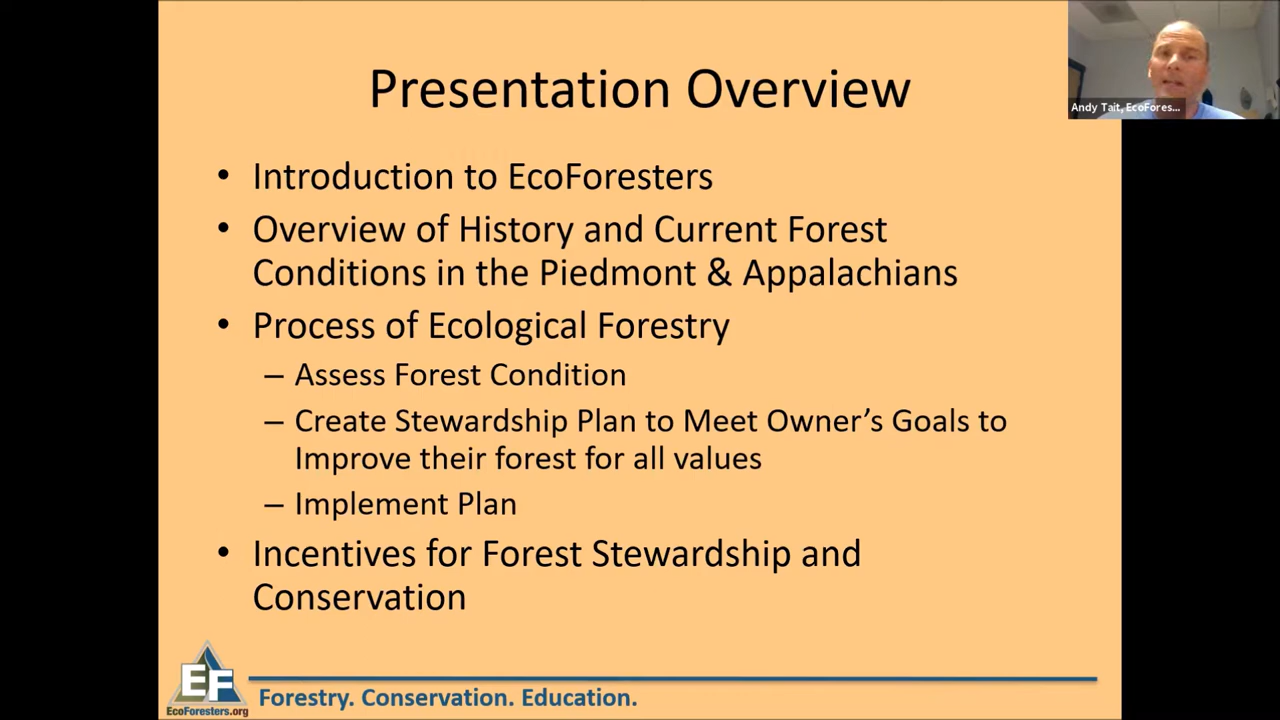 Presentation Overview
Andy Tait, EcoFores...
• Introduction to EcoForesters
• Overview of History and Current Forest
Conditions in the Piedmont & Appalachians
• Process of Ecological Forestry
– Assess Forest Condition
– Create Stewardship Plan to Meet Owner’s Goals to
Improve their forest for all values
– Implement Plan
• Incentives for Forest Stewardship and
Conservation
EF
EcoForesters.org
Forestry. Conservation. Education.